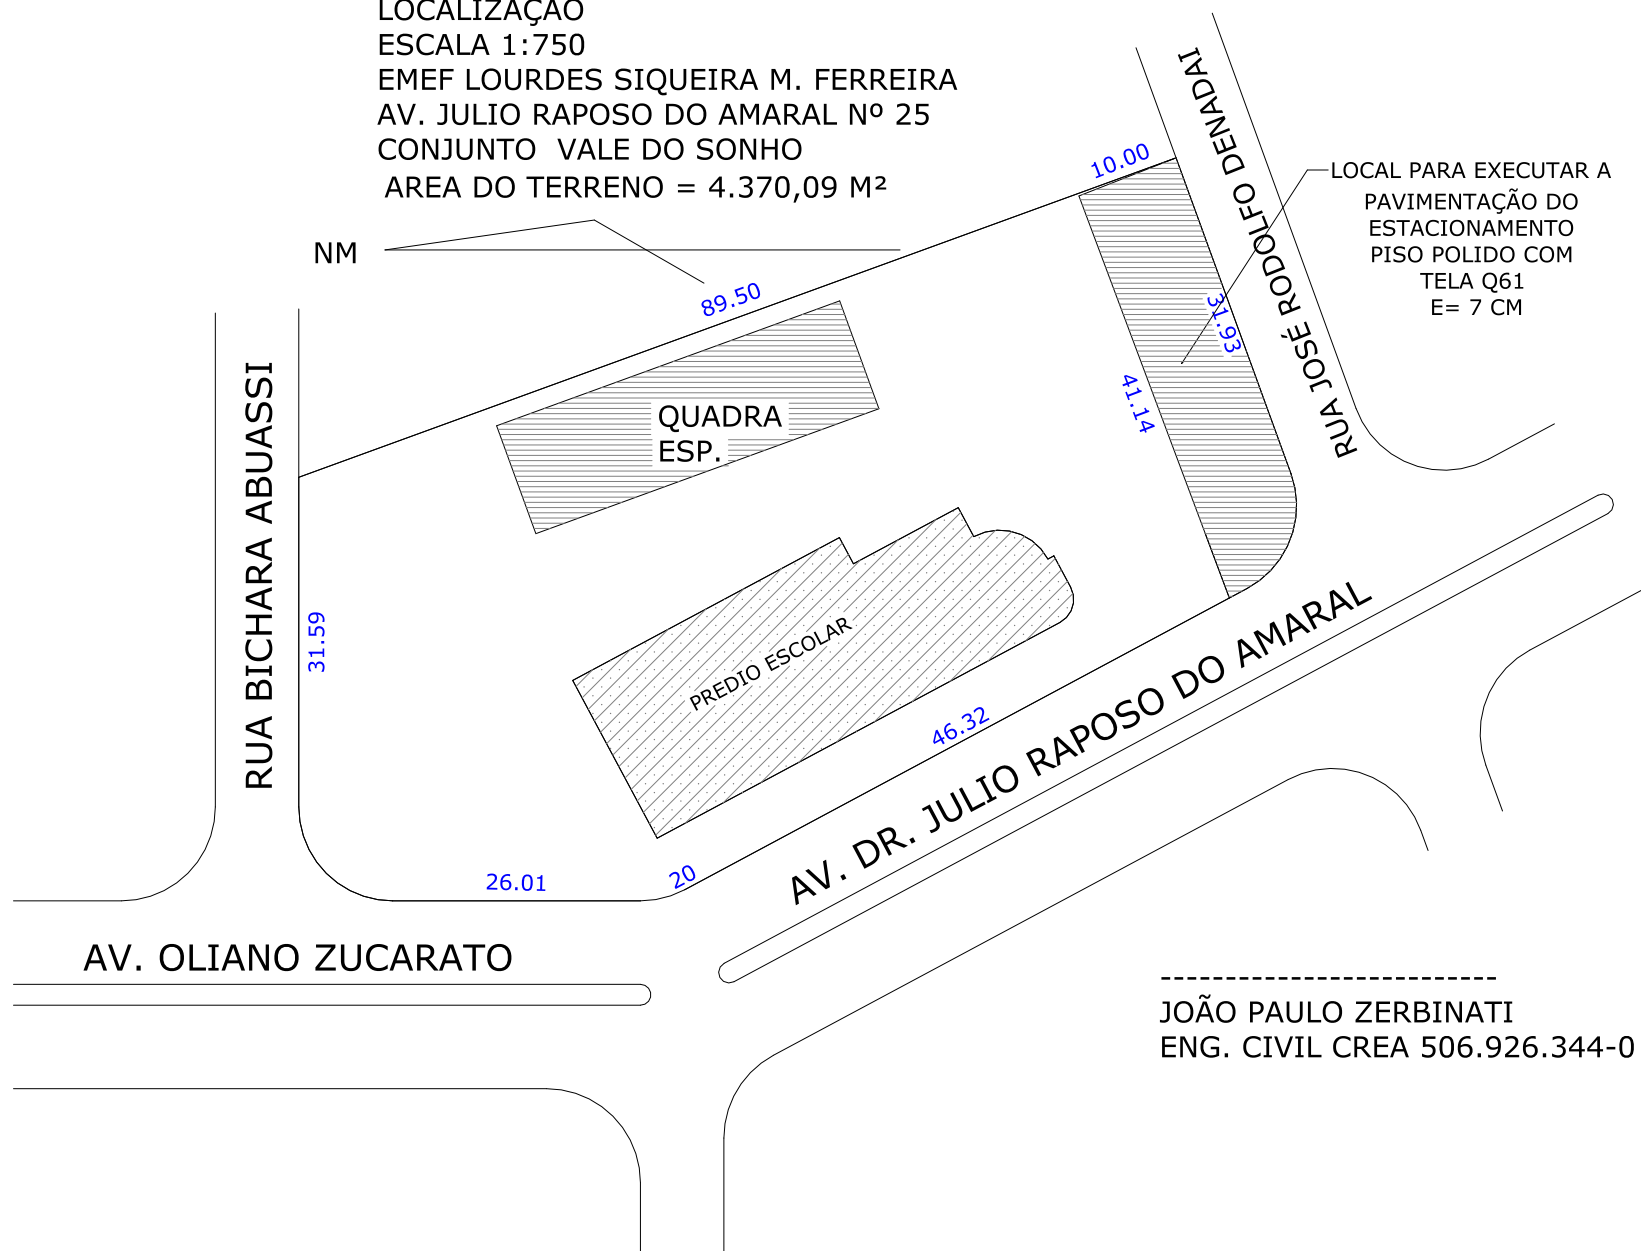 LOCALIZAÇÃO
ESCALA 1:750
EMEF LOURDES SIQUEIRA M. FERREIRA
AV. JULIO RAPOSO DO AMARAL Nº 25
CONJUNTO VALE DO SONHO
AREA DO TERRENO = 4.370,09 M²
NM
10.00
89.50
RUA JOSÉ RODOLFO DENADAI
LOCAL PARA EXECUTAR A
PAVIMENTAÇÃO DO
ESTACIONAMENTO
PISO POLIDO COM
TELA Q61
E= 7 CM
31.93
41.14
QUADRA
ESP.
RUA BICHARA ABUASSI
31.59
PREDIO ESCOLAR
46.32
20
26.01
AV. DR. JULIO RAPOSO DO AMARAL
AV. OLIANO ZUCARATO
--------------------------
JOÃO PAULO ZERBINATI
ENG. CIVIL CREA 506.926.344-0